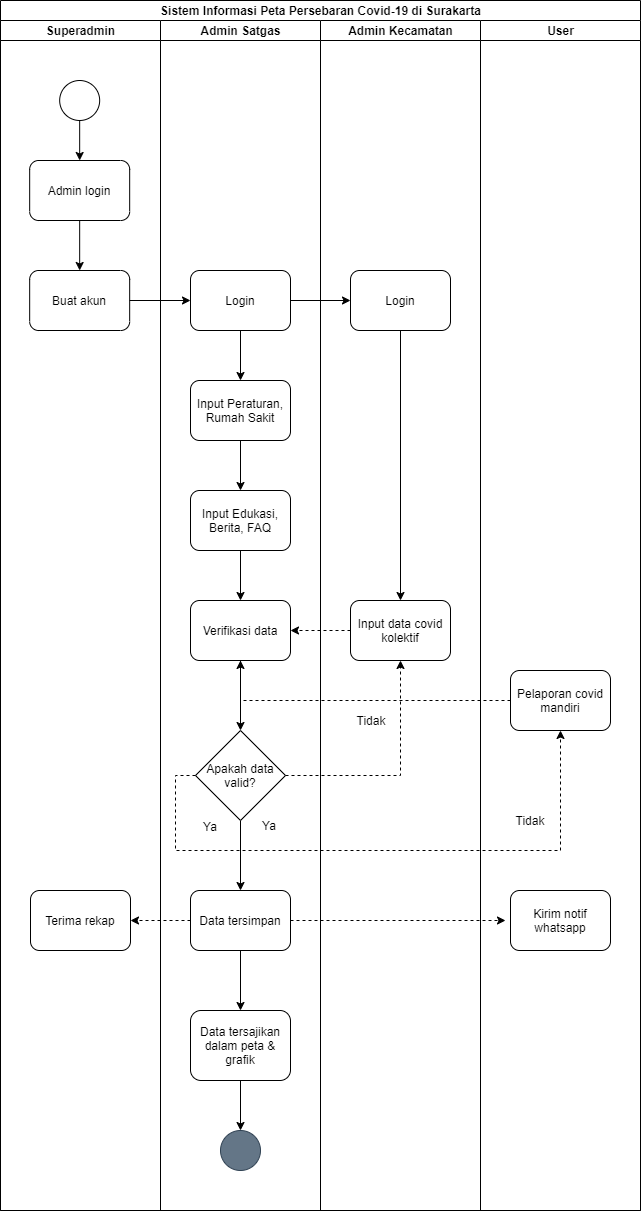 Sistem Informasi Peta Persebaran Covid-19 di Surakarta
Superadmin
Admin Satgas
Admin Kecamatan
User
Admin login
Buat akun
Login
Login
Input Peraturan,
Rumah Sakit
Input Edukasi,
Berita, FAQ
Verifikasi data
Input data covid
kolektif
Pelaporan covid
mandiri
Tidak
Apakah data
valid?
Ya
Ya
Tidak
Terima rekap
Data tersimpan
Kirim notif
whatsapp
Data tersajikan
dalam peta &
grafik